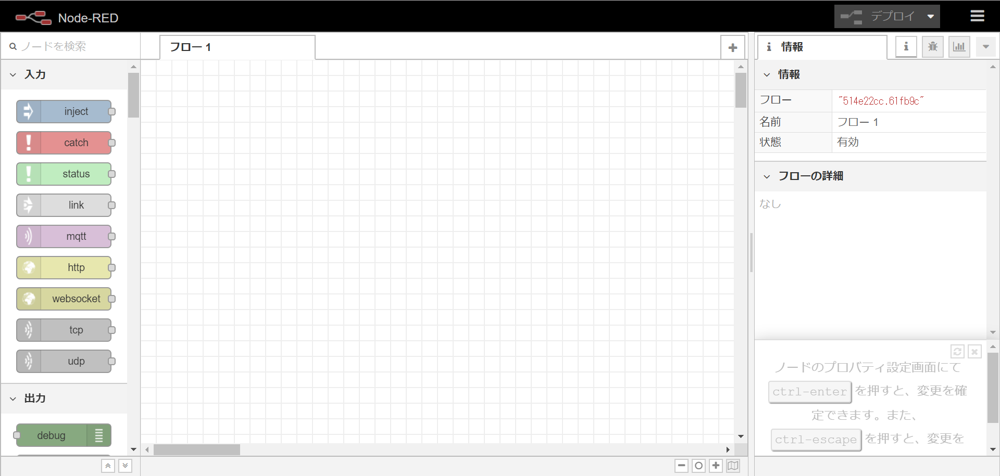 Node-RED
デプロイ
ノードを検索
フロー 1
情報
入力
inject
catch
status
link
mqtt
http
websocket
tcp
udp
出力
debug
情報
フロー "514e22cc.61fb9c"
名前 フロー 1
状態 有効
フローの詳細
なし
ノードのプロパティ設定画面にて
ctrl-enter を押すと、変更を確
定できます。また、
ctrl-escape を押すと、変更を